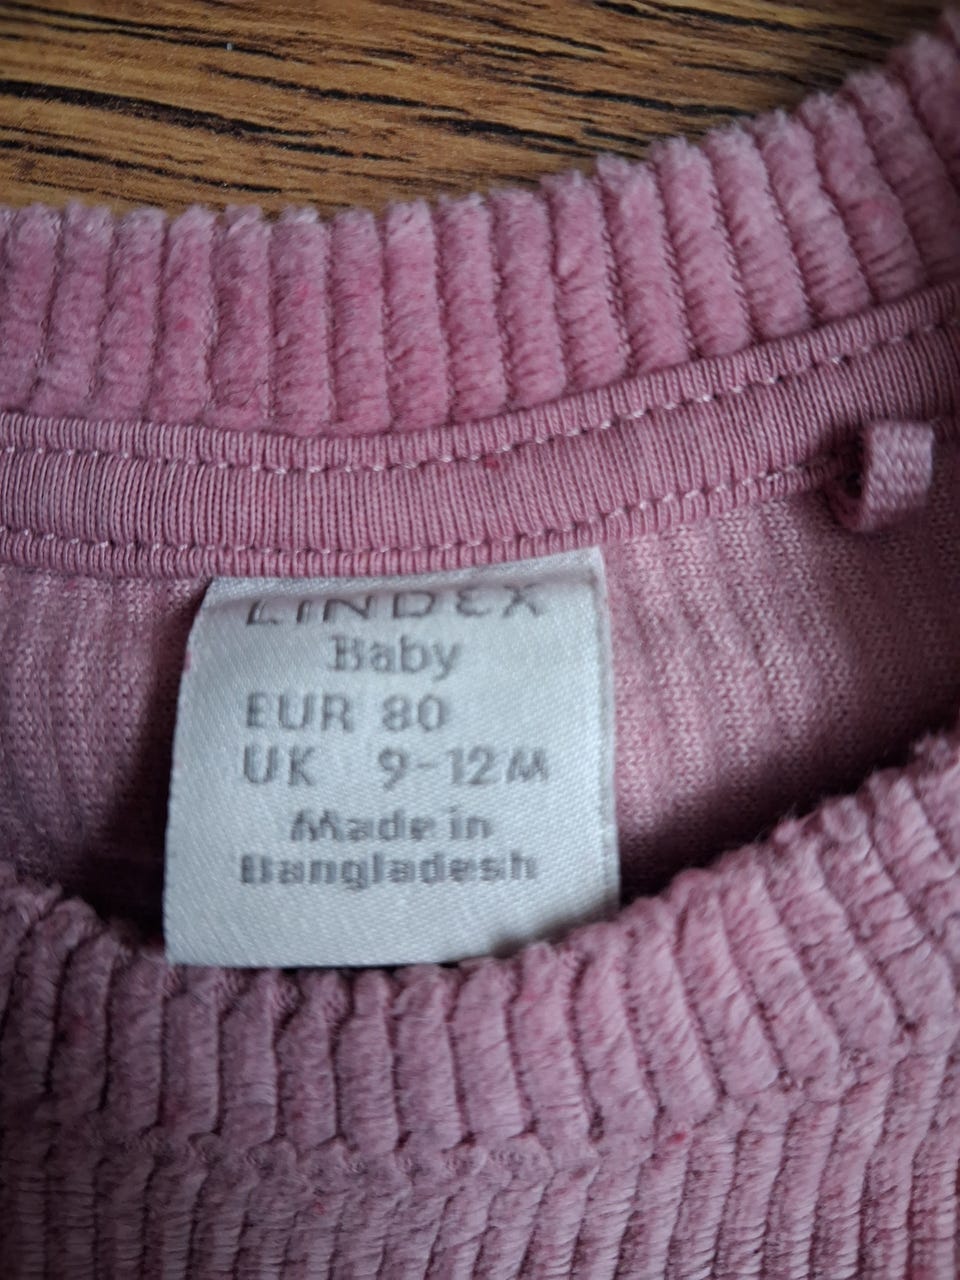 LINDEX
Baby
EUR 80
UK 9-12M
Made in
Bangladesh